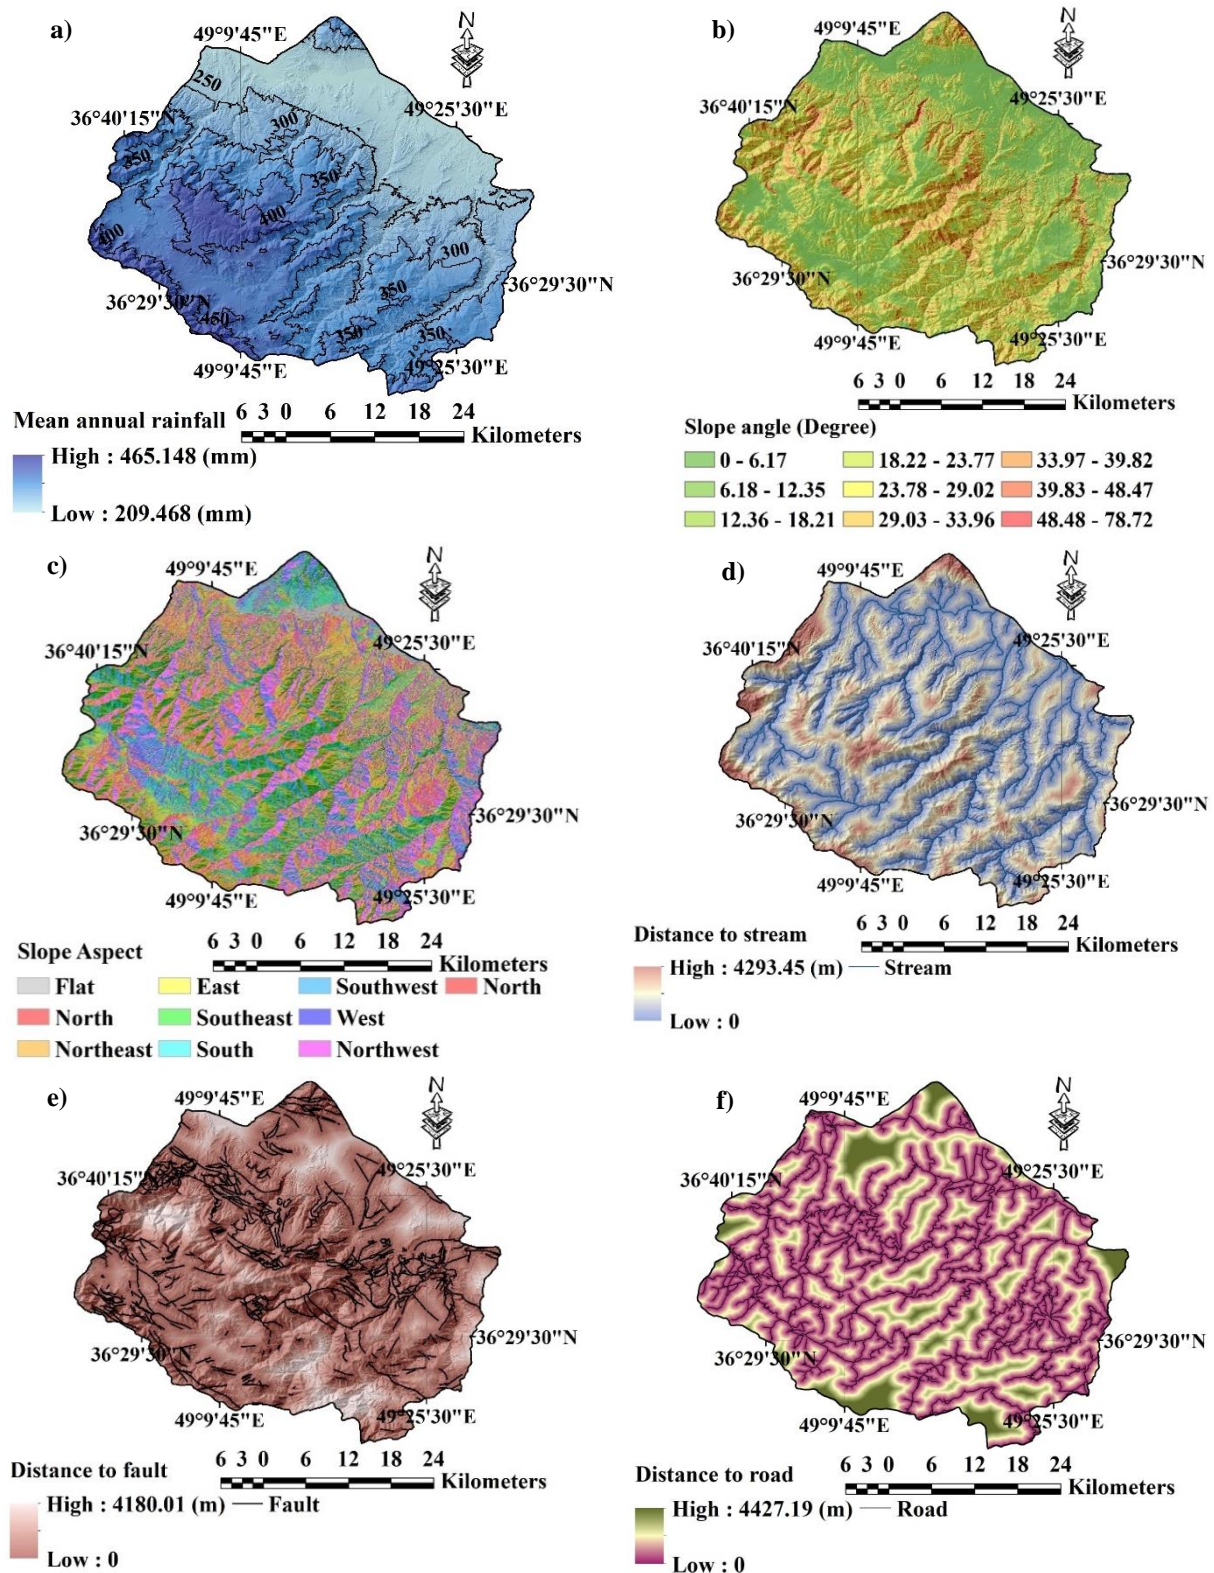 a)
N
49°9'45"E
250
49°25'30"E
36°40'15"N
300
350
350
400
400
300
36°29'30"N
350
450
350
350
49°9'45"E
49°25'30"E
6 3 0 6 12 18 24
Kilometers
Mean annual rainfall
High : 465.148 (mm)
Low : 209.468 (mm)
b)
N
49°9'45"E
49°25'30"E
36°40'15"N
36°29'30"N
36°29'30"N
49°9'45"E
49°25'30"E
6 3 0 6 12 18 24
Kilometers
Slope angle (Degree)
0 - 6.17 18.22 - 23.77 33.97 - 39.82
6.18 - 12.35 23.78 - 29.02 39.83 - 48.47
12.36 - 18.21 29.03 - 33.96 48.48 - 78.72
c)
N
49°9'45"E
49°25'30"E
36°40'15"N
36°29'30"N
36°29'30"N
49°9'45"E
49°25'30"E
6 3 0 6 12 18 24
Kilometers
Slope Aspect
Flat East Southwest North
North Southeast West
Northeast South Northwest
d)
N
49°9'45"E
49°25'30"E
36°40'15"N
36°29'30"N
36°29'30"N
49°9'45"E
49°25'30"E
6 3 0 6 12 18 24
Kilometers
Distance to stream
High : 4293.45 (m) Stream
Low : 0
e)
N
49°9'45"E
49°25'30"E
36°40'15"N
36°29'30"N
36°29'30"N
49°9'45"E
49°25'30"E
6 3 0 6 12 18 24
Kilometers
Distance to fault
High : 4180.01 (m) Fault
Low : 0
f)
N
49°9'45"E
49°25'30"E
36°40'15"N
36°29'30"N
36°29'30"N
49°9'45"E
49°25'30"E
6 3 0 6 12 18 24
Kilometers
Distance to road
High : 4427.19 (m) Road
Low : 0